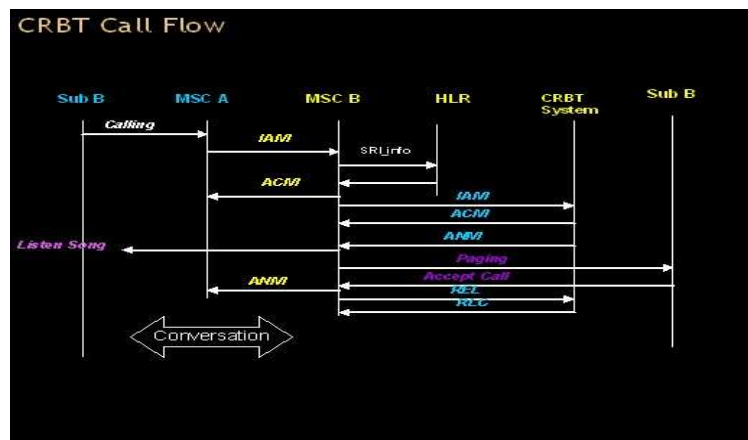 CRBT Call Flow
Sub B MSC A MSC B HLR CRBT System Sub B
Calling
IAM
SRI_info
ACM
IAM
ACM
ANM
Listen Song
Paging
Accept Call
ANM
REL
RLC
Conversation